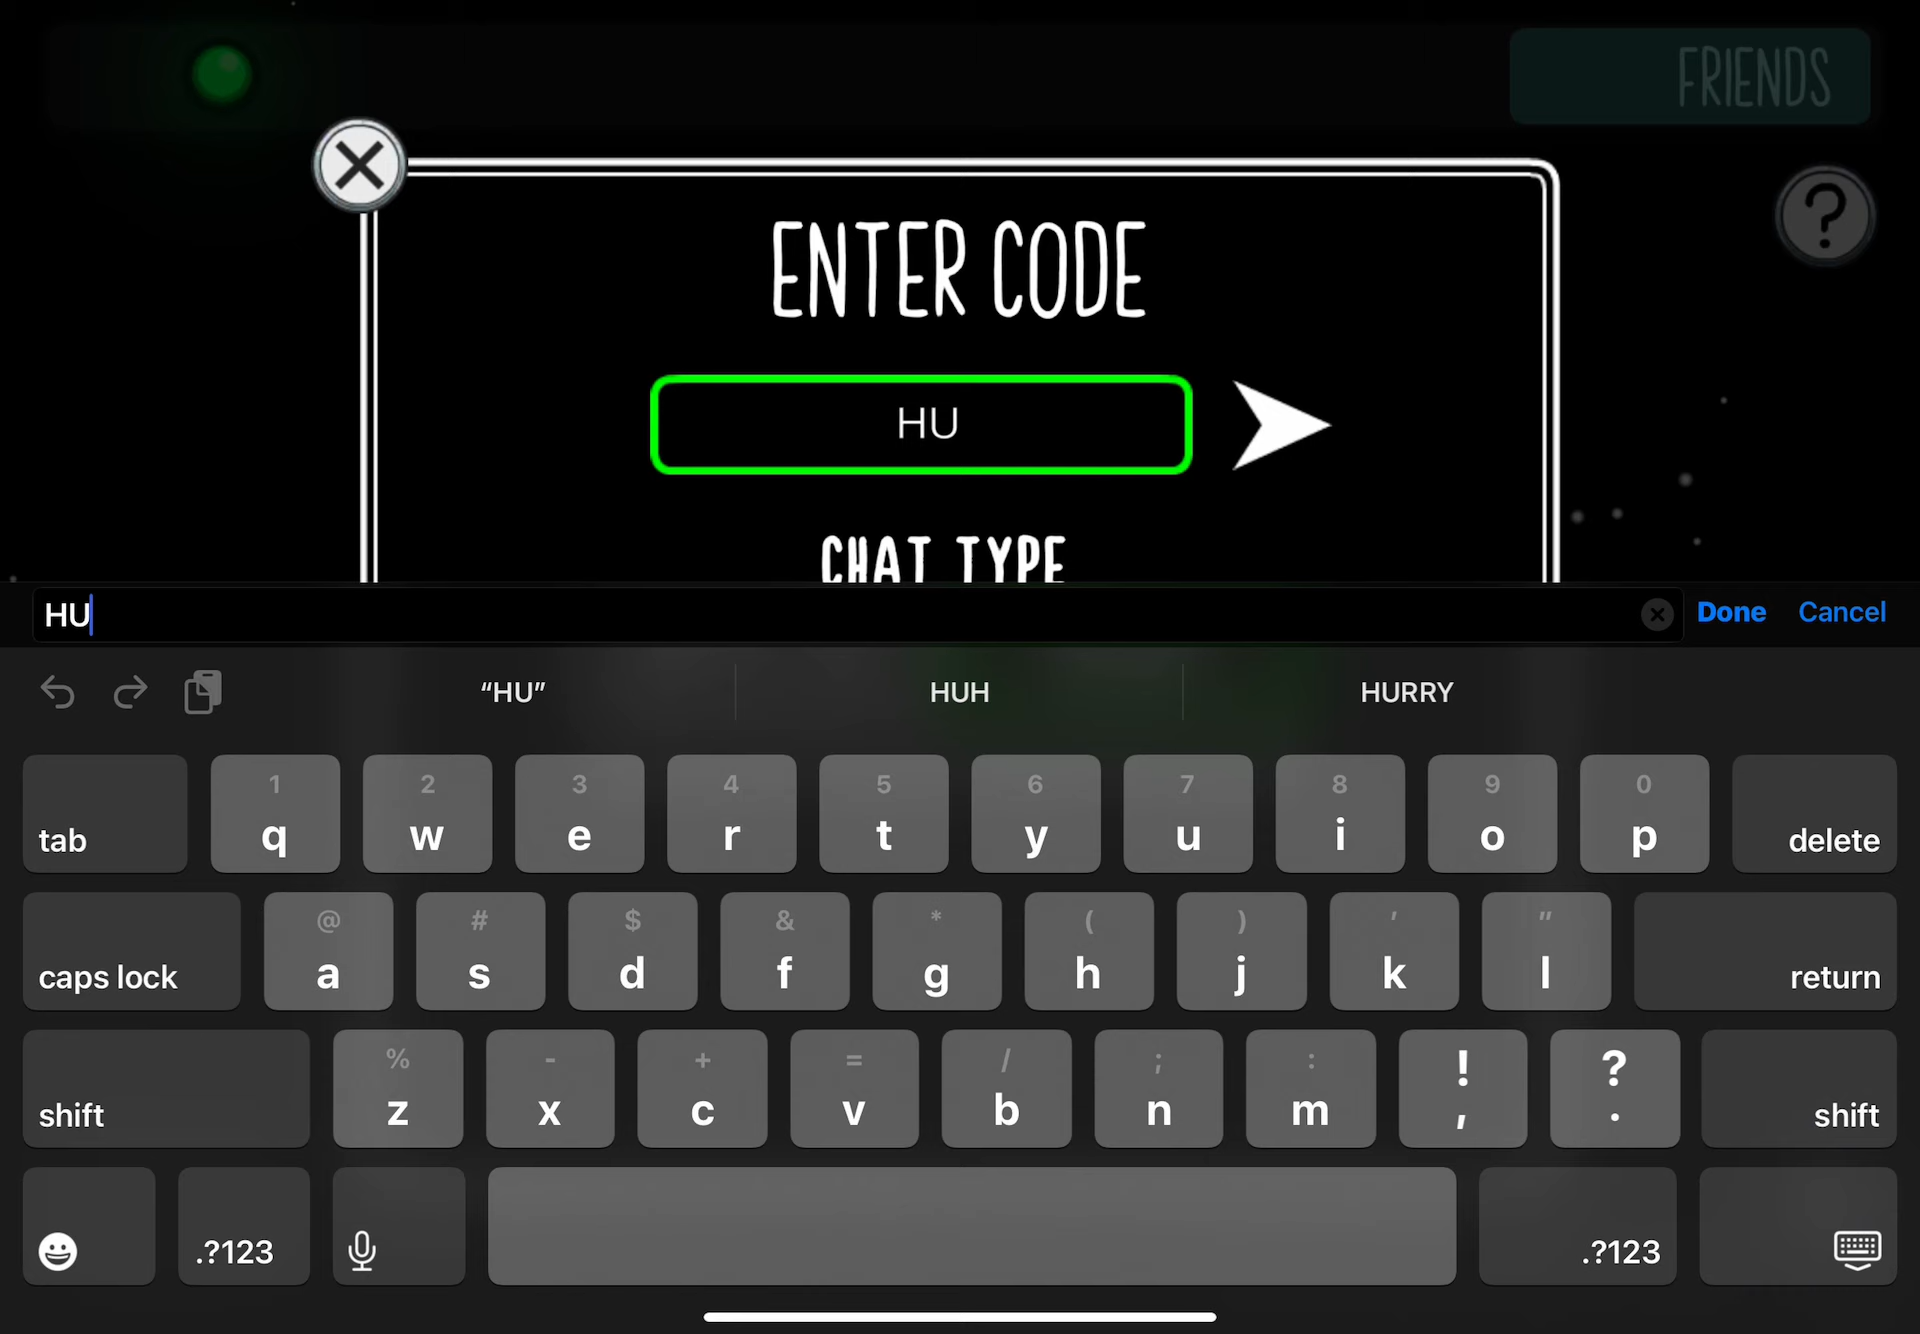 FRIENDS
ENTER CODE
HU
CHAT TYPE
HU Done Cancel
“HU” HUH HURRY
1 2 3 4 5 6 7 8 9 0
tab q w e r t y u i o p delete
@ # $ & * ( ) ' "
caps lock a s d f g h j k l return
% - + = / ; : ! ?
shift z x c v b n m , . shift
.?123 .?123